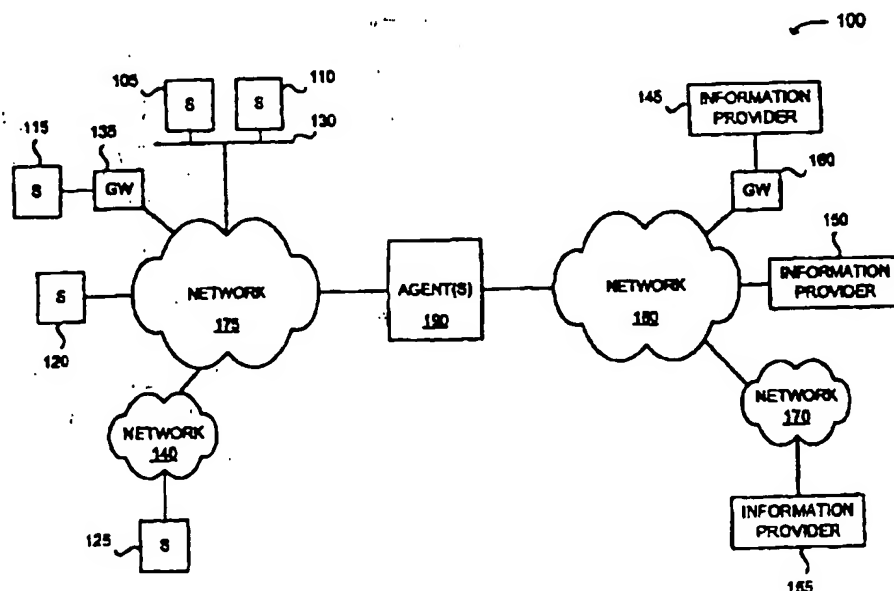 100
105
110
S
S
130
145
INFORMATION
PROVIDER
115
135
S
GW
160
GW
150
NETWORK
175
AGENT(S)
190
NETWORK
180
INFORMATION
PROVIDER
S
120
NETWORK
140
NETWORK
170
125
S
INFORMATION
PROVIDER
165